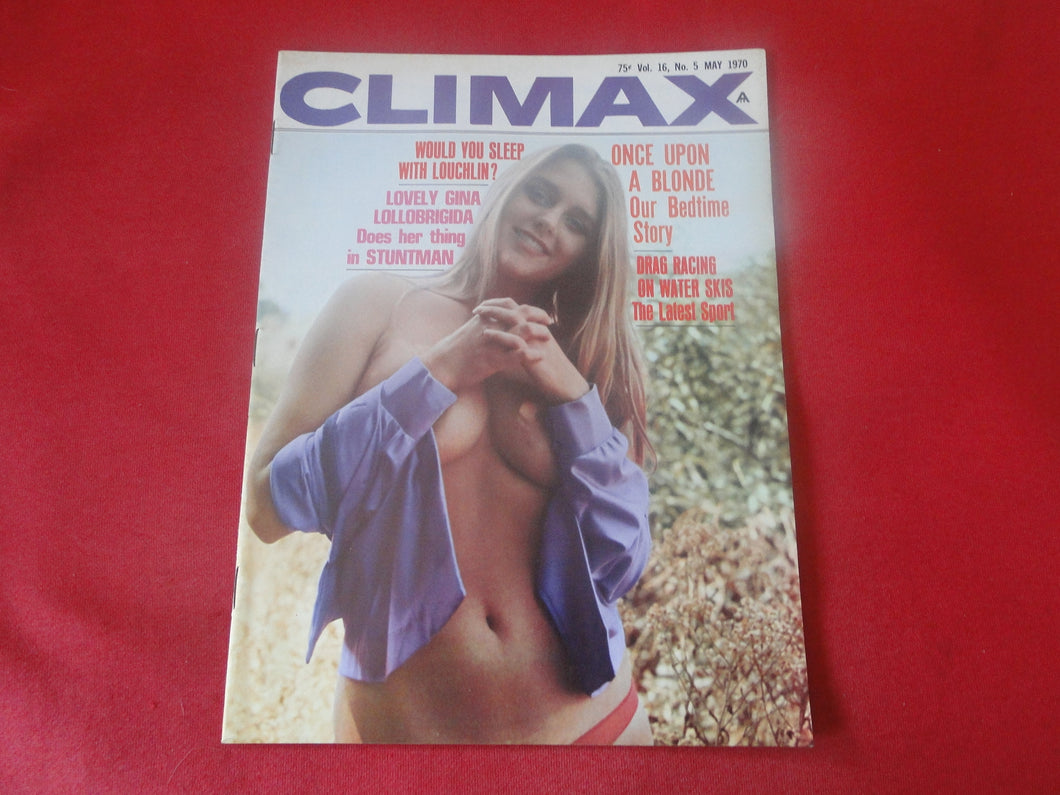 75¢ Vol. 16, No. 5 MAY 1970
CLIMAX
WOULD YOU SLEEP
WITH LOUCHLIN?
LOVELY GINA
LOLLOBRIGIDA
Does her thing
in STUNTMAN
ONCE UPON
A BLONDE
Our Bedtime
Story
DRAG RACING
ON WATER SKIS
The Latest Sport